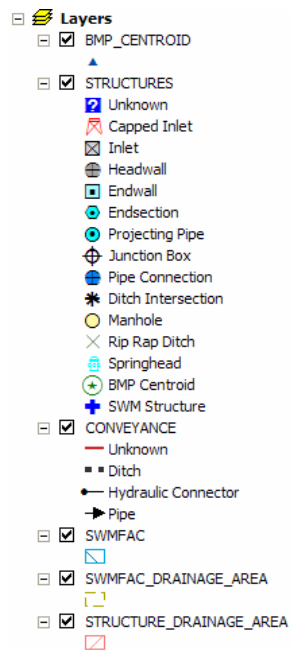 Layers
BMP_CENTROID
STRUCTURES
Unknown
Capped Inlet
Inlet
Headwall
Endwall
Endsection
Projecting Pipe
Junction Box
Pipe Connection
Ditch Intersection
Manhole
Rip Rap Ditch
Springhead
BMP Centroid
SWM Structure
CONVEYANCE
Unknown
Ditch
Hydraulic Connector
Pipe
SWMFAC
SWMFAC_DRAINAGE_AREA
STRUCTURE_DRAINAGE_AREA